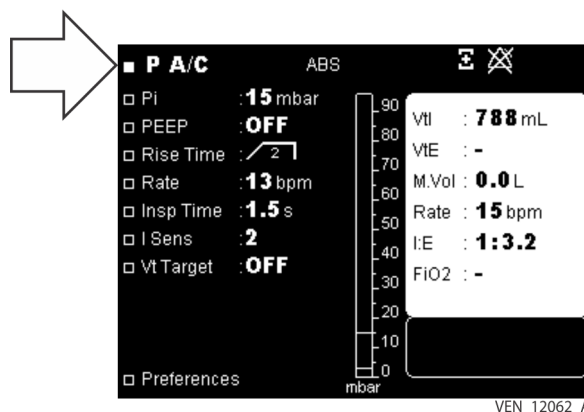 P A/C ABS
Pi :15 mbar
PEEP :OFF
Rise Time : 2
Rate :13 bpm
Insp Time :1.5 s
I Sens :2
Vt Target :OFF
Preferences
90
80
70
60
50
40
30
20
10
0
mbar
VtI : 788 mL
VtE : -
M.Vol : 0.0 L
Rate : 15 bpm
I:E : 1:3.2
FiO2 : -
VEN_12062_